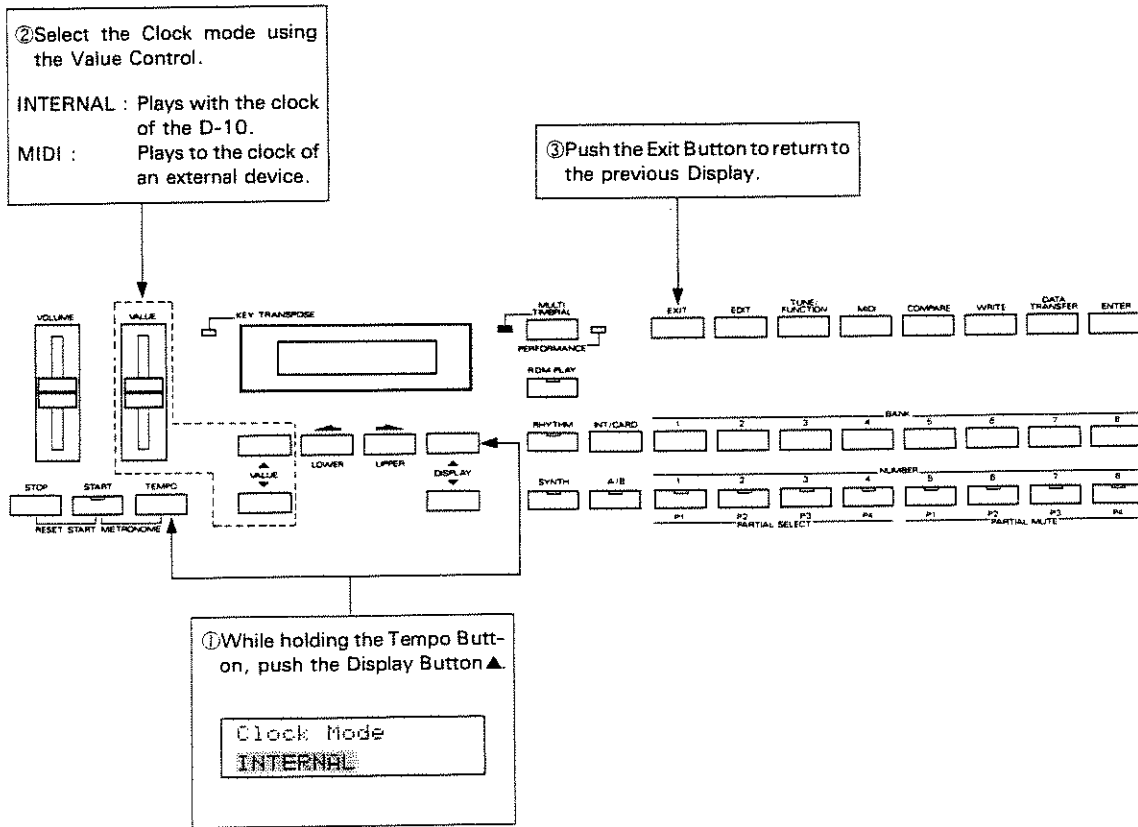 ②Select the Clock mode using
the Value Control.
INTERNAL : Plays with the clock
of the D-10.
MIDI : Plays to the clock of
an external device.
③Push the Exit Button to return to
the previous Display.
VOLUME VALUE KEY TRANSPOSE MULTI TIMBRAL PERFORMANCE EXIT EDIT TUNE/FUNCTION MIDI COMPARE WRITE DATA TRANSFER ENTER
ROM PLAY
BANK
RHYTHM INT/CARD 1 2 3 4 5 6 7 8
▲ VALUE ▼ LOWER UPPER ▲ DISPLAY ▼
NUMBER
STOP START TEMPO SYNTH A/B 1 2 3 4 5 6 7 8
RESET START METRONOME P1 P2 P3 P4 P1 P2 P3 P4
PARTIAL SELECT PARTIAL MUTE
①While holding the Tempo Butt-
on, push the Display Button▲.
Clock Mode
INTERNAL